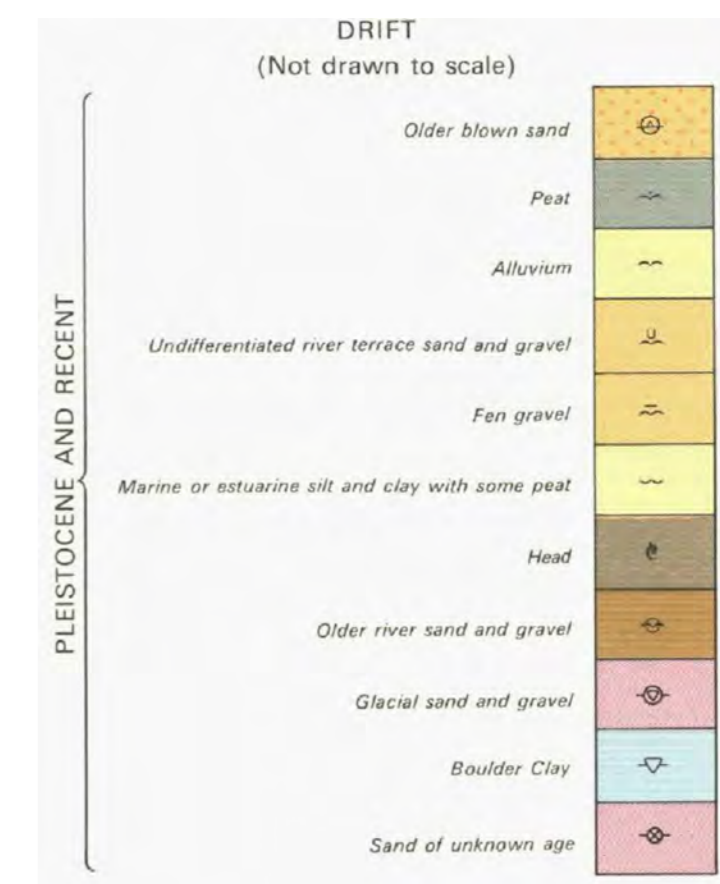 DRIFT
(Not drawn to scale)
PLEISTOCENE AND RECENT
Older blown sand
Peat
Alluvium
Undifferentiated river terrace sand and gravel
U
Fen gravel
Marine or estuarine silt and clay with some peat
Head
Older river sand and gravel
Glacial sand and gravel
Boulder Clay
Sand of unknown age